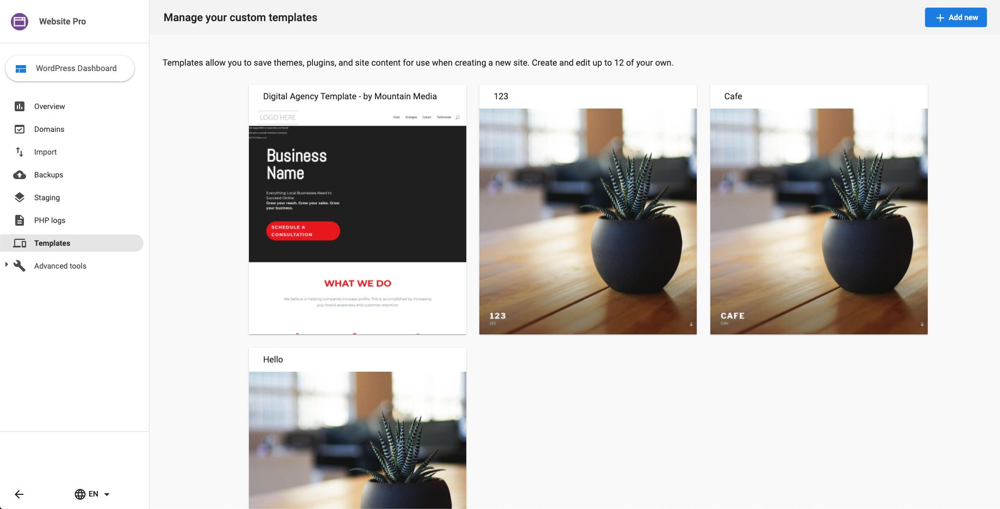 Website Pro
WordPress Dashboard
Overview
Domains
Import
Backups
Staging
PHP logs
Templates
Advanced tools
EN
Manage your custom templates
Add new
Templates allow you to save themes, plugins, and site content for use when creating a new site. Create and edit up to 12 of your own.
Digital Agency Template - by Mountain Media
LOGO HERE
Vision Strategies Contact Testimonials
Business
Name
Everything Local Businesses Need to
Succeed Online
Grow your reach. Grow your sales. Grow
your business.
SCHEDULE A
CONSULTATION
WHAT WE DO
We believe in helping companies increase profits. This is accomplished by increasing
your brand awareness and customer retention.
123
123
123
Cafe
CAFE
Cafe
Hello